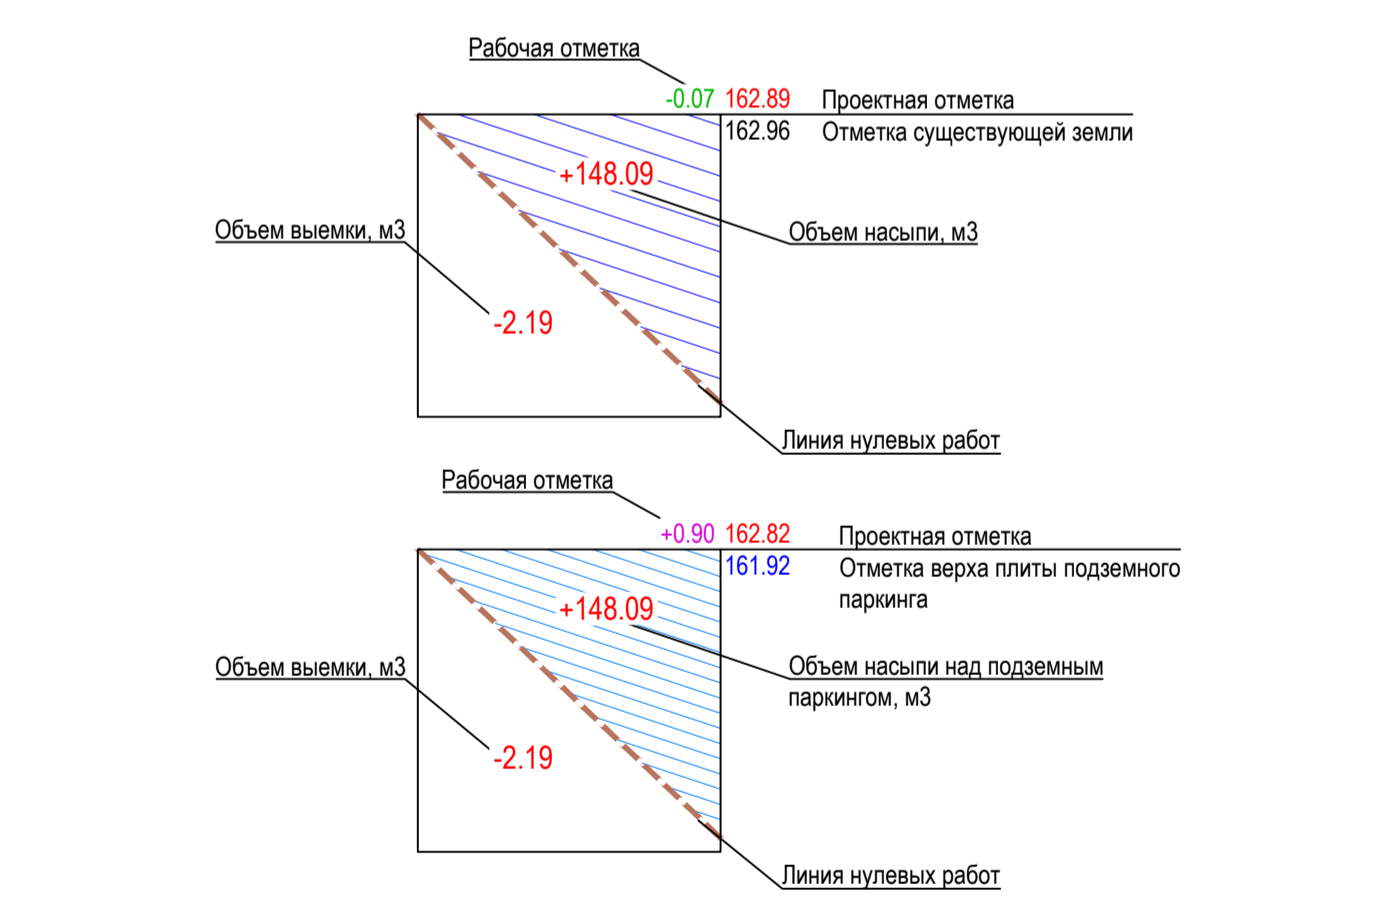 Рабочая отметка
-0.07 162.89 Проектная отметка
162.96 Отметка существующей земли
+148.09
Объем выемки, м3
Объем насыпи, м3
-2.19
Линия нулевых работ
Рабочая отметка
+0.90 162.82 Проектная отметка
161.92 Отметка верха плиты подземного
паркинга
+148.09
Объем выемки, м3
Объем насыпи над подземным
паркингом, м3
-2.19
Линия нулевых работ